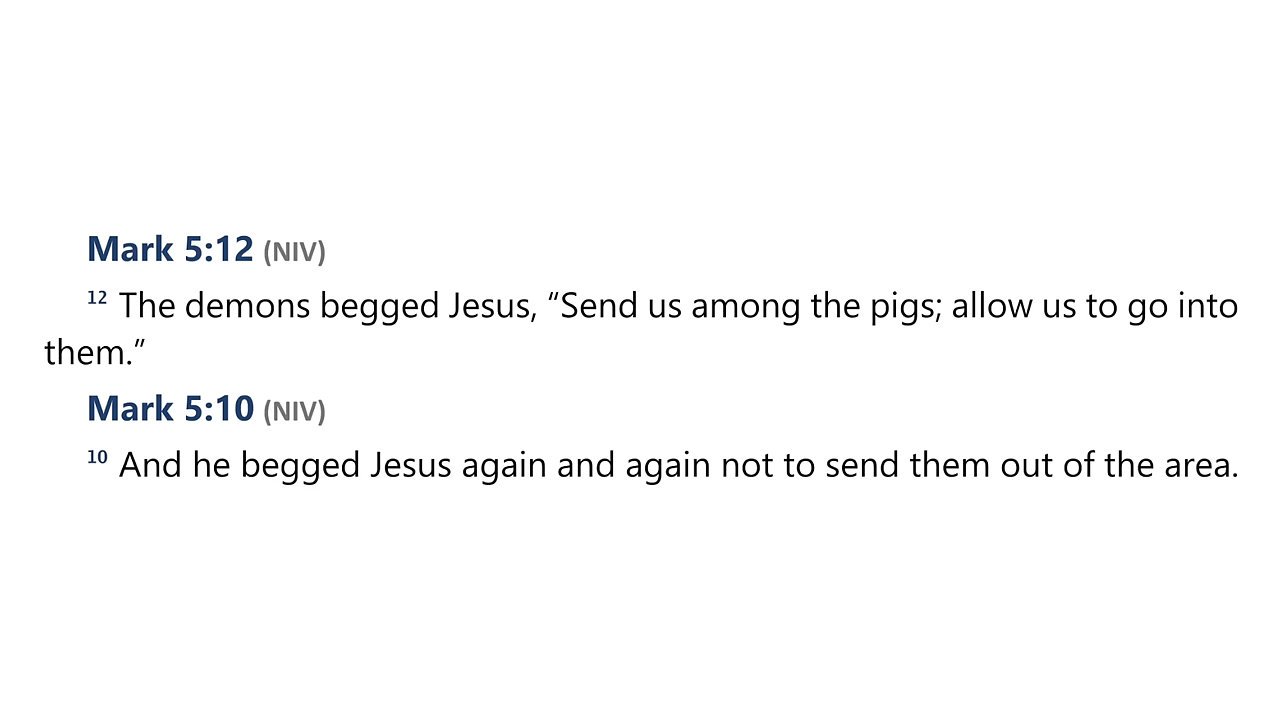 Mark 5:12 (NIV)
12 The demons begged Jesus, “Send us among the pigs; allow us to go into
them.”
Mark 5:10 (NIV)
10 And he begged Jesus again and again not to send them out of the area.